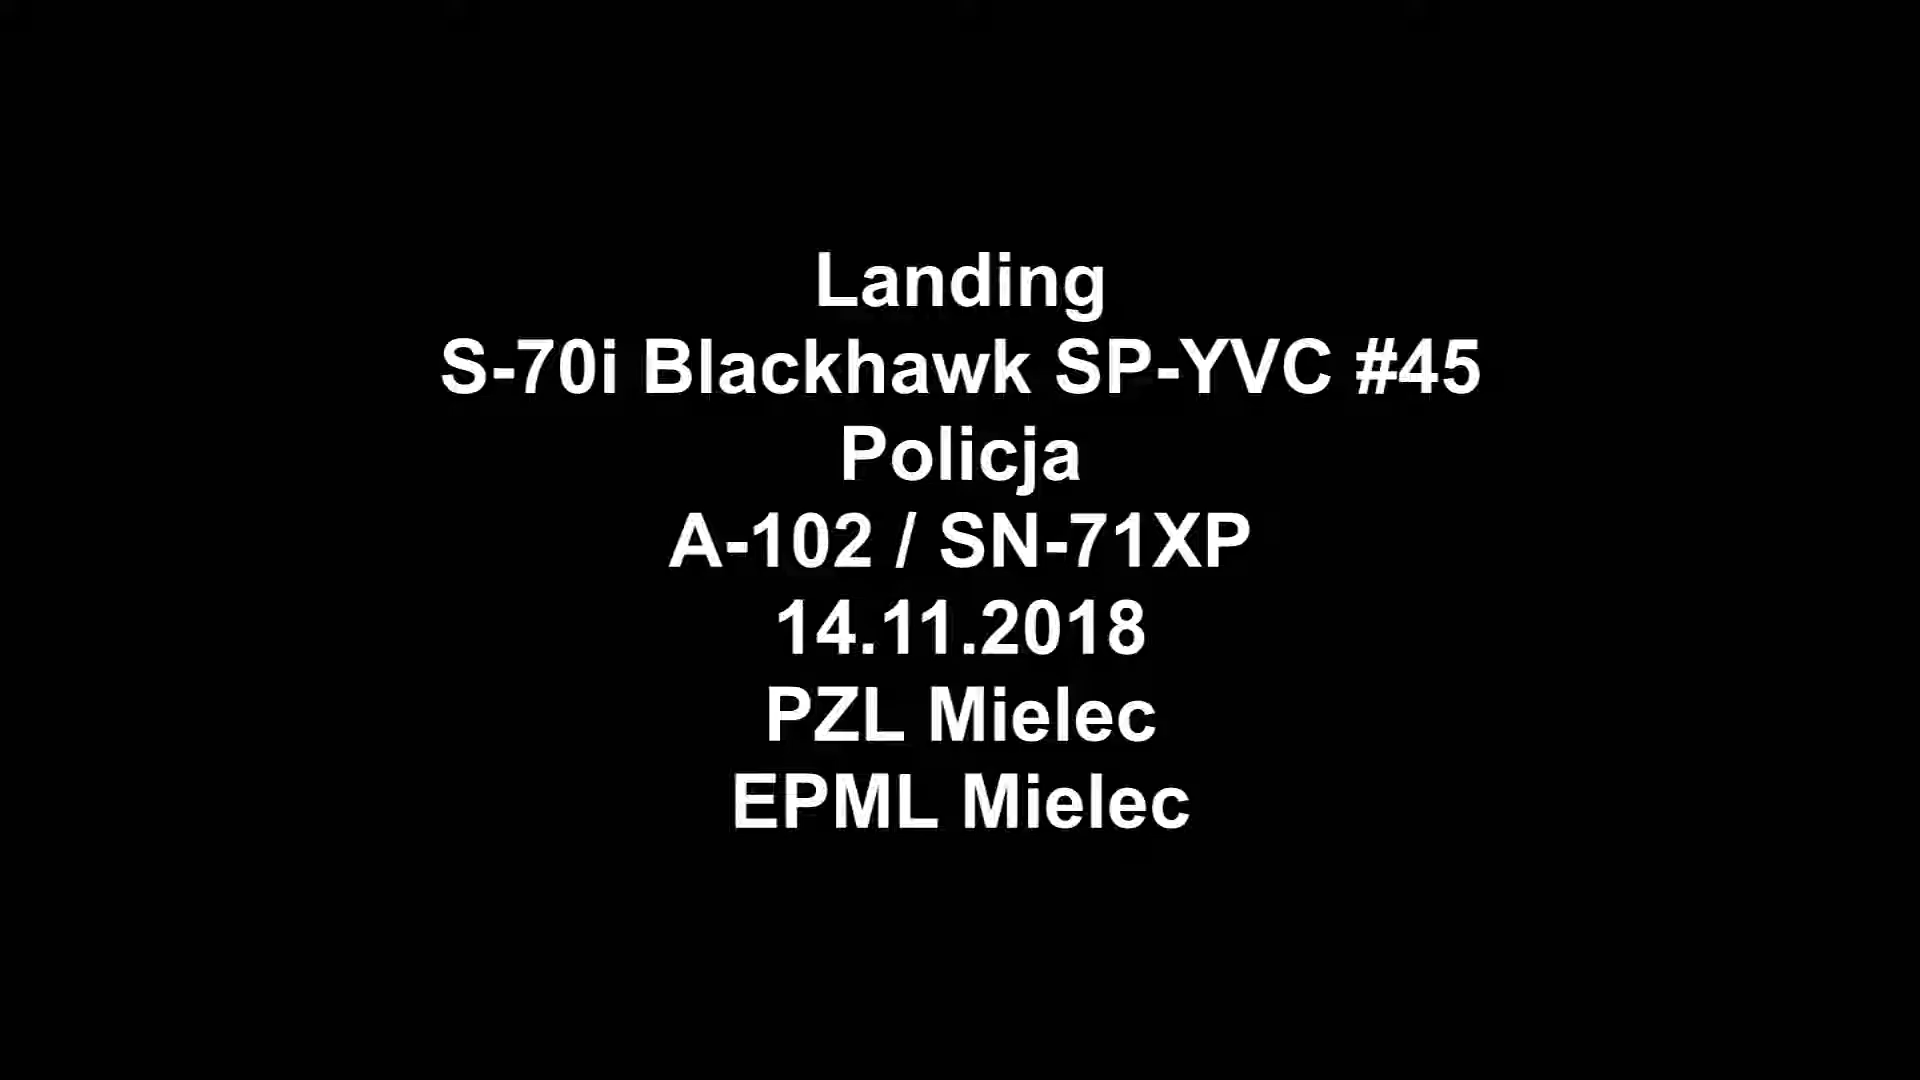 Landing
S-70i Blackhawk SP-YVC #45
Policja
A-102 / SN-71XP
14.11.2018
PZL Mielec
EPML Mielec